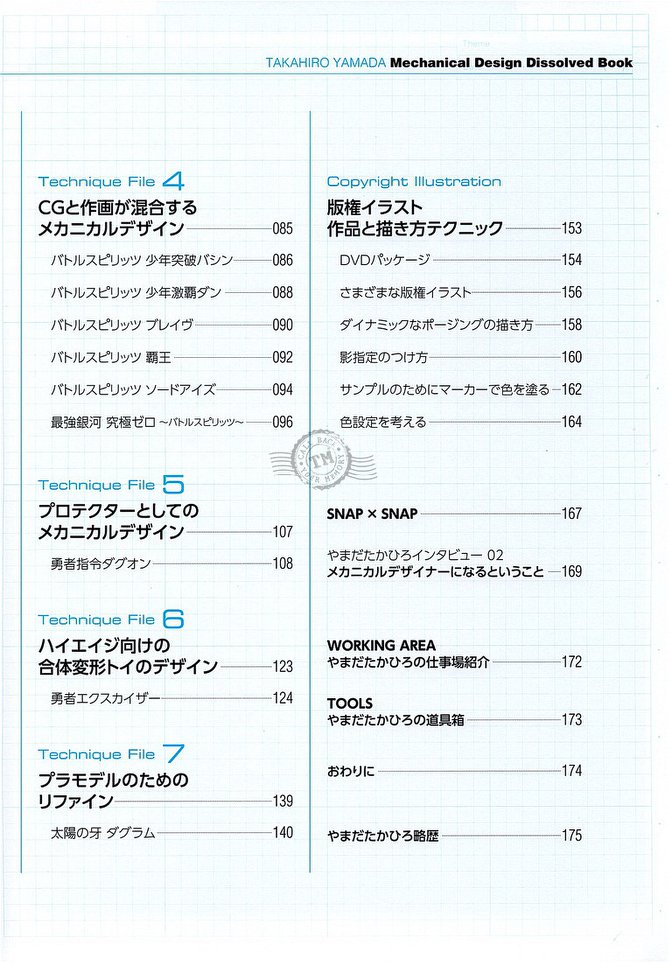 TAKAHIRO YAMADA Mechanical Design Dissolved Book
Technique File 4
CGと作画が混合する
メカニカルデザイン 085
バトルスピリッツ 少年突破バシン 086
バトルスピリッツ 少年激覇ダン 088
バトルスピリッツ ブレイヴ 090
バトルスピリッツ 覇王 092
バトルスピリッツ ソードアイズ 094
最強銀河 究極ゼロ ～バトルスピリッツ～ 096
Technique File 5
プロテクターとしての
メカニカルデザイン 107
勇者指令ダグオン 108
Technique File 6
ハイエイジ向けの
合体変形トイのデザイン 123
勇者エクスカイザー 124
Technique File 7
プラモデルのための
リファイン 139
太陽の牙 ダグラム 140
Copyright Illustration
版権イラスト
作品と描き方テクニック 153
DVDパッケージ 154
さまざまな版権イラスト 156
ダイナミックなポージングの描き方 158
影指定のつけ方 160
サンプルのためにマーカーで色を塗る 162
色設定を考える 164
SNAP × SNAP 167
やまだたかひろインタビュー 02
メカニカルデザイナーになるということ 169
WORKING AREA
やまだたかひろの仕事場紹介 172
TOOLS
やまだたかひろの道具箱 173
おわりに 174
やまだたかひろ略歴 175
CALL BACK
TM
YOUR MEMORY